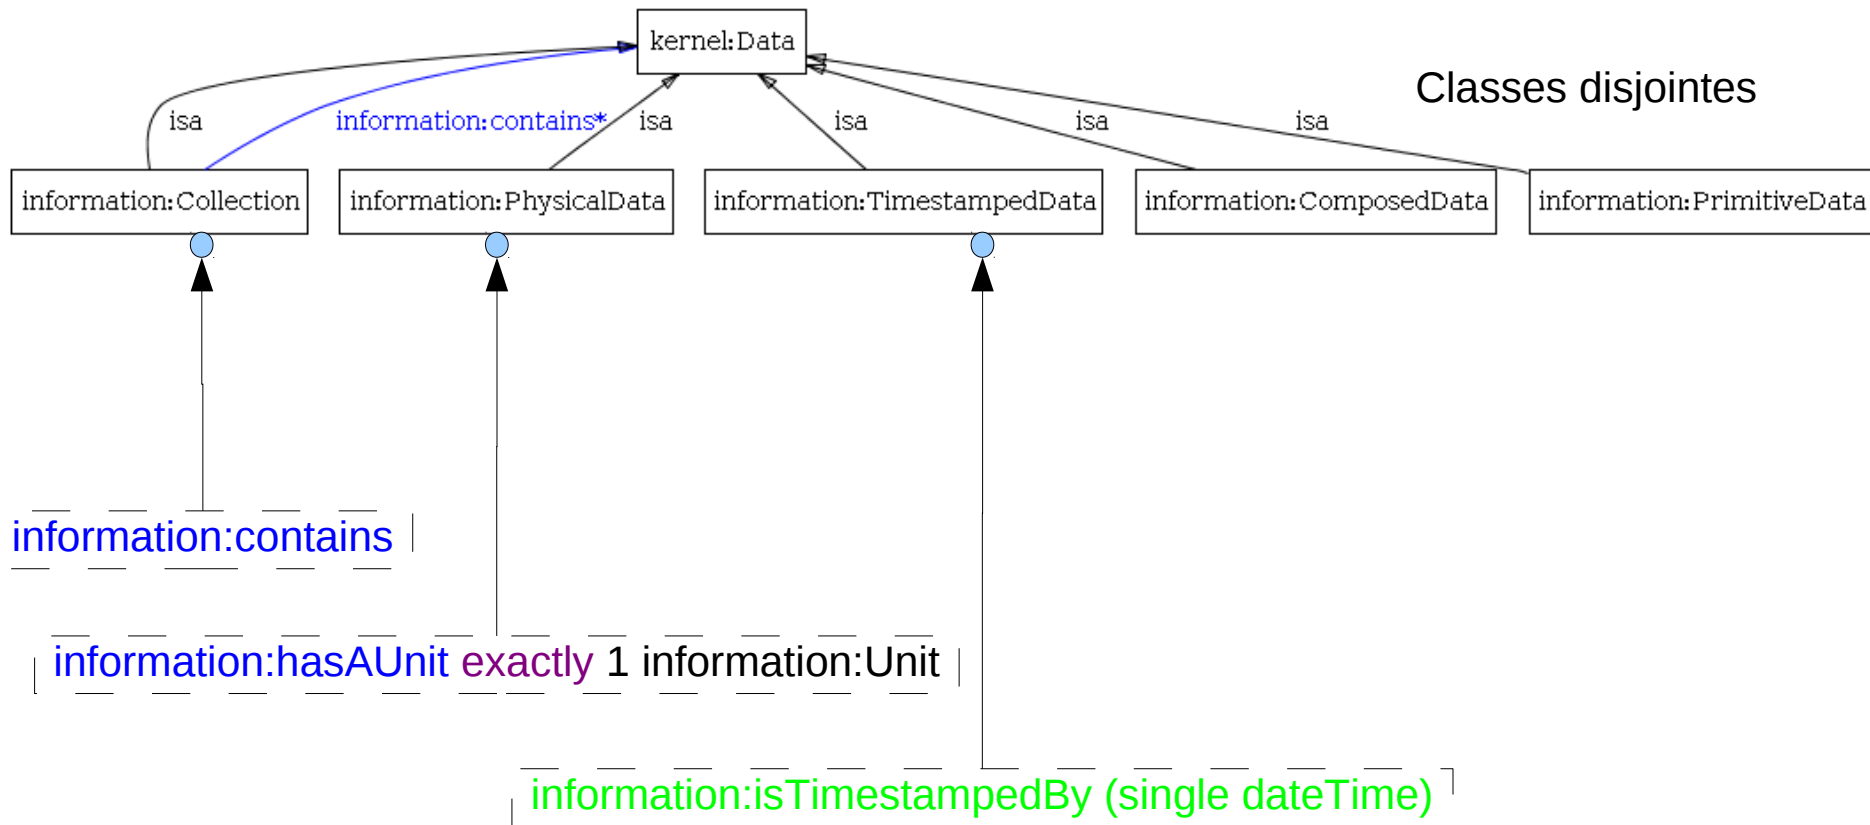 kernel:Data
Classes disjointes
isa
information:contains*
isa
isa
isa
isa
information:Collection
information:PhysicalData
information:TimestampedData
information:ComposedData
information:PrimitiveData
information:contains
information:hasAUnit exactly 1 information:Unit
information:isTimestampedBy (single dateTime)